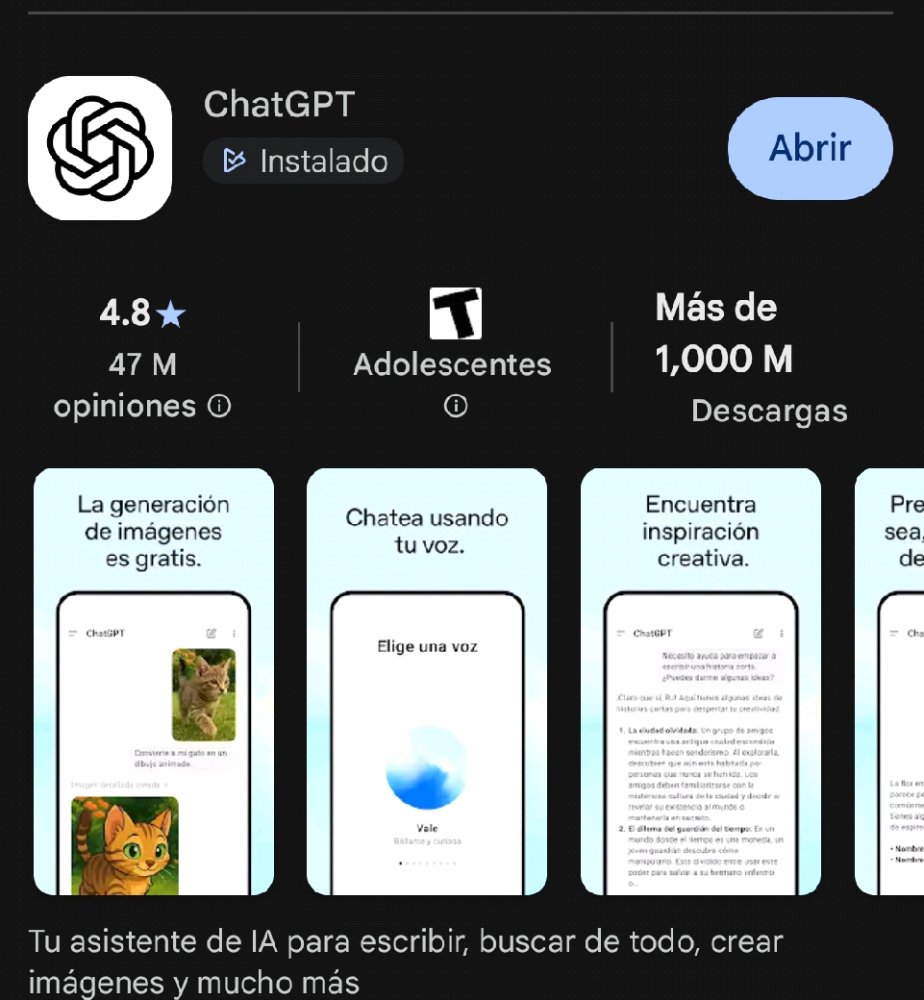 ChatGPT
Instalado
Abrir
4.8
47 M
opiniones
T
Adolescentes
Más de
1,000 M
Descargas
La generación
de imágenes
es gratis.
ChatGPT
Convierte a mi gato en un
dibujo animado.
Imagen detallada creada
Chatea usando
tu voz.
Elige una voz
Vale
Brillante y curiosa
Encuentra
inspiración
creativa.
ChatGPT
Necesito ayuda para empezar a
escribir una historia corta.
¿Puedes darme algunas ideas?
¡Claro que sí, R.! Aquí tienes algunas ideas de
historias cortas para despertar tu creatividad:
1. La ciudad olvidada: Un grupo de amigos
encuentra una antigua ciudad escondida
mientras hacen senderismo. Al explorarla,
descubren que aún está habitada por
personas que nunca se han ido. Los
amigos deben familiarizarse con la
misteriosa cultura de la ciudad y decidir si
revelar su existencia al mundo o
mantenerla en secreto.
2. El dilema del guardián del tiempo: En un
mundo donde el tiempo es una moneda, un
joven guardián descubre cómo
manipularlo. Está dividido entre usar este
poder para salvar a su hermano enfermo
o...
Pre
sea,
de
Cha
La flor en
parece pe
tienes alg
de espire
• Nombre
• Nombre
Tu asistente de IA para escribir, buscar de todo, crear
imágenes y mucho más